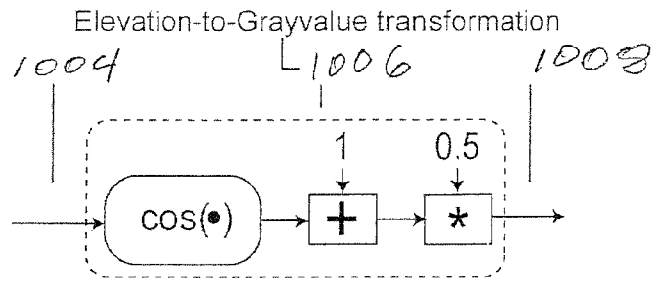 Elevation-to-Grayvalue transformation
1004 1006 1008
1 0.5
cos(•) + *